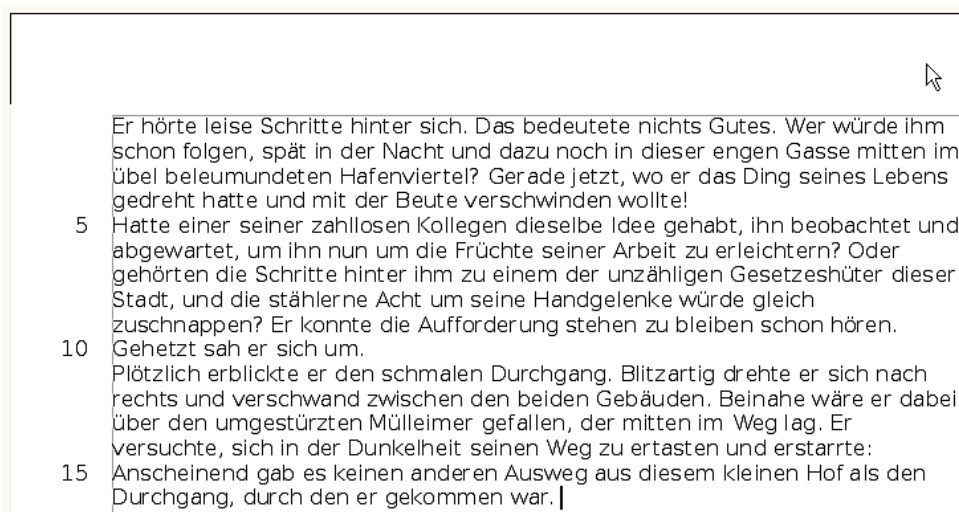 Er hörte leise Schritte hinter sich. Das bedeutete nichts Gutes. Wer würde ihm
schon folgen, spät in der Nacht und dazu noch in dieser engen Gasse mitten im
übel beleumundeten Hafenviertel? Gerade jetzt, wo er das Ding seines Lebens
gedreht hatte und mit der Beute verschwinden wollte!
5 Hatte einer seiner zahllosen Kollegen dieselbe Idee gehabt, ihn beobachtet und
abgewartet, um ihn nun um die Früchte seiner Arbeit zu erleichtern? Oder
gehörten die Schritte hinter ihm zu einem der unzähligen Gesetzeshüter dieser
Stadt, und die stählerne Acht um seine Handgelenke würde gleich
zuschnappen? Er konnte die Aufforderung stehen zu bleiben schon hören.
10 Gehetzt sah er sich um.
Plötzlich erblickte er den schmalen Durchgang. Blitzartig drehte er sich nach
rechts und verschwand zwischen den beiden Gebäuden. Beinahe wäre er dabei
über den umgestürzten Mülleimer gefallen, der mitten im Weg lag. Er
versuchte, sich in der Dunkelheit seinen Weg zu ertasten und erstarrte:
15 Anscheinend gab es keinen anderen Ausweg aus diesem kleinen Hof als den
Durchgang, durch den er gekommen war.